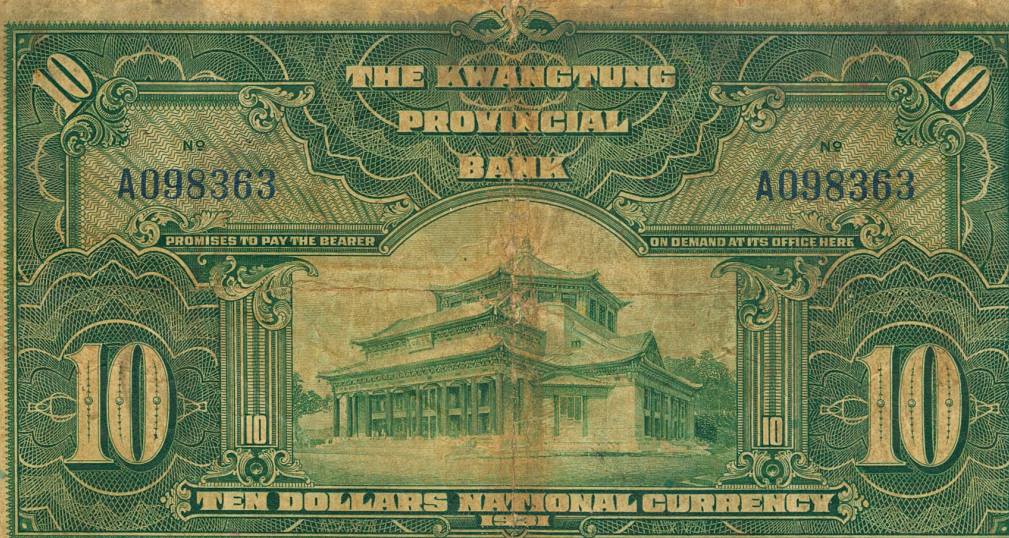 10 10
THE KWANGTUNG
PROVINCIAL
BANK
Nº Nº
A098363 A098363
PROMISES TO PAY THE BEARER ON DEMAND AT ITS OFFICE HERE
10 10
10 10
TEN DOLLARS NATIONAL CURRENCY
1931